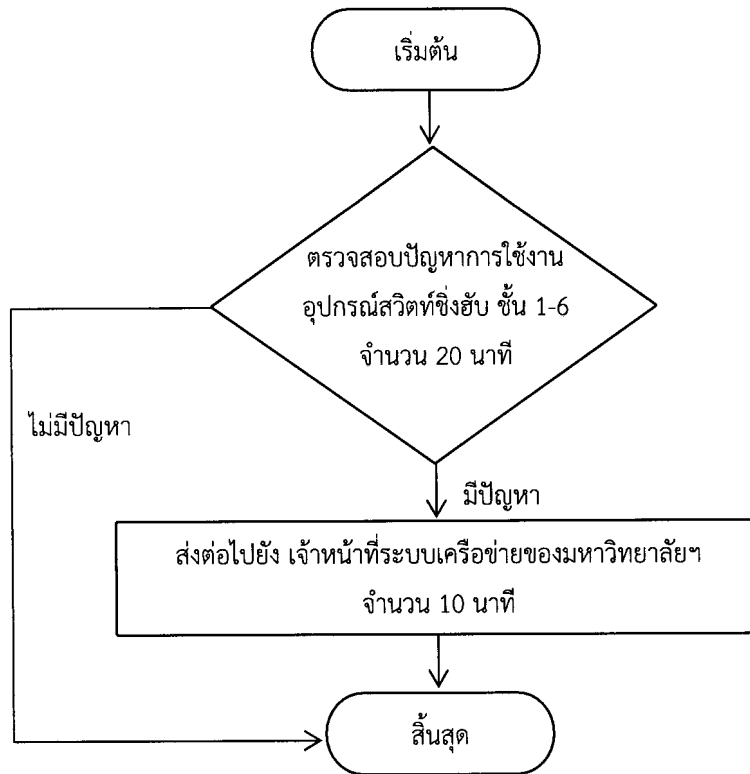 เริ่มต้น
ตรวจสอบปัญหาการใช้งาน
อุปกรณ์สวิตท์ชิ่งฮับ ชั้น 1-6
จำนวน 20 นาที
ไม่มีปัญหา
มีปัญหา
ส่งต่อไปยัง เจ้าหน้าที่ระบบเครือข่ายของมหาวิทยาลัยฯ
จำนวน 10 นาที
สิ้นสุด